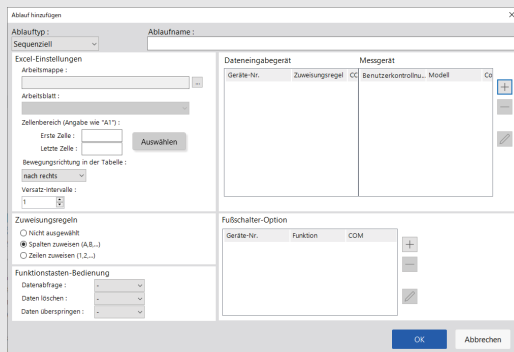 Ablauf hinzufügen
Ablauftyp :
Ablaufname :
Sequenziell
Excel-Einstellungen
Arbeitsmappe :
...
Arbeitsblatt :
Zellenbereich (Angabe wie "A1") :
Erste Zelle :
Letzte Zelle :
Auswählen
Bewegungsrichtung in der Tabelle :
nach rechts
Versatz-Intervalle :
1
Dateneingabegerät
Messgerät
Geräte-Nr. Zuweisungsregel CC
Benutzerkontrollnu... Modell Co
Zuweisungsregeln
Nicht ausgewählt
Spalten zuweisen (A,B,...)
Zeilen zuweisen (1,2,...)
Funktionstasten-Bedienung
Datenabfrage : -
Daten löschen : -
Daten überspringen : -
Fußschalter-Option
Geräte-Nr. Funktion COM
OK
Abbrechen